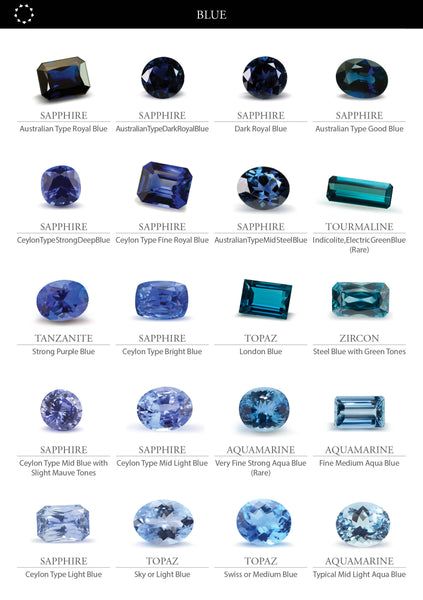 BLUE
SAPPHIRE
Australian Type Royal Blue
SAPPHIRE
AustralianTypeDarkRoyalBlue
SAPPHIRE
Dark Royal Blue
SAPPHIRE
Australian Type Good Blue
SAPPHIRE
CeylonTypeStrongDeepBlue
SAPPHIRE
Ceylon Type Fine Royal Blue
SAPPHIRE
AustralianTypeMidSteelBlue
TOURMALINE
Indicolite,ElectricGreenBlue
(Rare)
TANZANITE
Strong Purple Blue
SAPPHIRE
Ceylon Type Bright Blue
TOPAZ
London Blue
ZIRCON
Steel Blue with Green Tones
SAPPHIRE
Ceylon Type Mid Blue with
Slight Mauve Tones
SAPPHIRE
Ceylon Type Mid Light Blue
AQUAMARINE
Very Fine Strong Aqua Blue
(Rare)
AQUAMARINE
Fine Medium Aqua Blue
SAPPHIRE
Ceylon Type Light Blue
TOPAZ
Sky or Light Blue
TOPAZ
Swiss or Medium Blue
AQUAMARINE
Typical Mid Light Aqua Blue